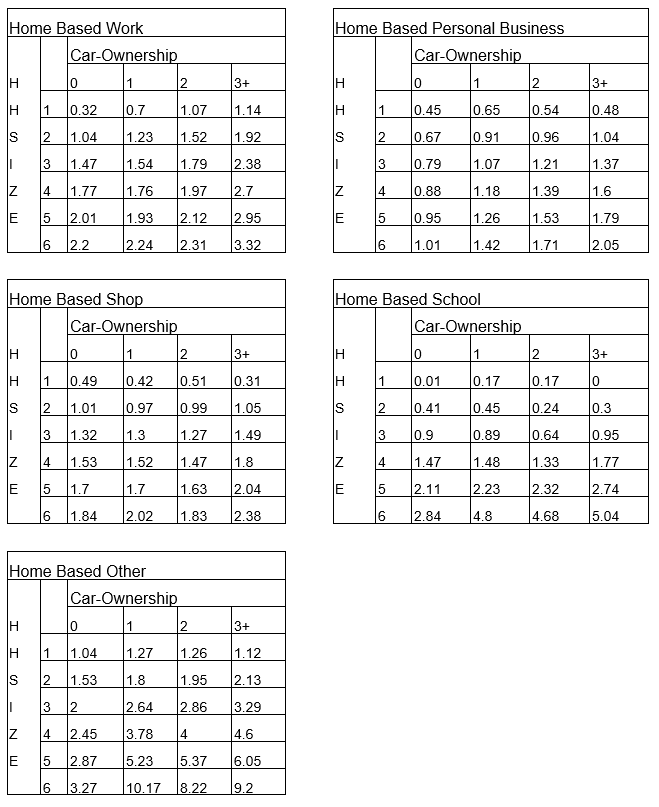 Home Based Work
Car-Ownership
H 0 1 2 3+
H 1 0.32 0.7 1.07 1.14
S 2 1.04 1.23 1.52 1.92
I 3 1.47 1.54 1.79 2.38
Z 4 1.77 1.76 1.97 2.7
E 5 2.01 1.93 2.12 2.95
6 2.2 2.24 2.31 3.32
Home Based Personal Business
Car-Ownership
H 0 1 2 3+
H 1 0.45 0.65 0.54 0.48
S 2 0.67 0.91 0.96 1.04
I 3 0.79 1.07 1.21 1.37
Z 4 0.88 1.18 1.39 1.6
E 5 0.95 1.26 1.53 1.79
6 1.01 1.42 1.71 2.05
Home Based Shop
Car-Ownership
H 0 1 2 3+
H 1 0.49 0.42 0.51 0.31
S 2 1.01 0.97 0.99 1.05
I 3 1.32 1.3 1.27 1.49
Z 4 1.53 1.52 1.47 1.8
E 5 1.7 1.7 1.63 2.04
6 1.84 2.02 1.83 2.38
Home Based School
Car-Ownership
H 0 1 2 3+
H 1 0.01 0.17 0.17 0
S 2 0.41 0.45 0.24 0.3
I 3 0.9 0.89 0.64 0.95
Z 4 1.47 1.48 1.33 1.77
E 5 2.11 2.23 2.32 2.74
6 2.84 4.8 4.68 5.04
Home Based Other
Car-Ownership
H 0 1 2 3+
H 1 1.04 1.27 1.26 1.12
S 2 1.53 1.8 1.95 2.13
I 3 2 2.64 2.86 3.29
Z 4 2.45 3.78 4 4.6
E 5 2.87 5.23 5.37 6.05
6 3.27 10.17 8.22 9.2